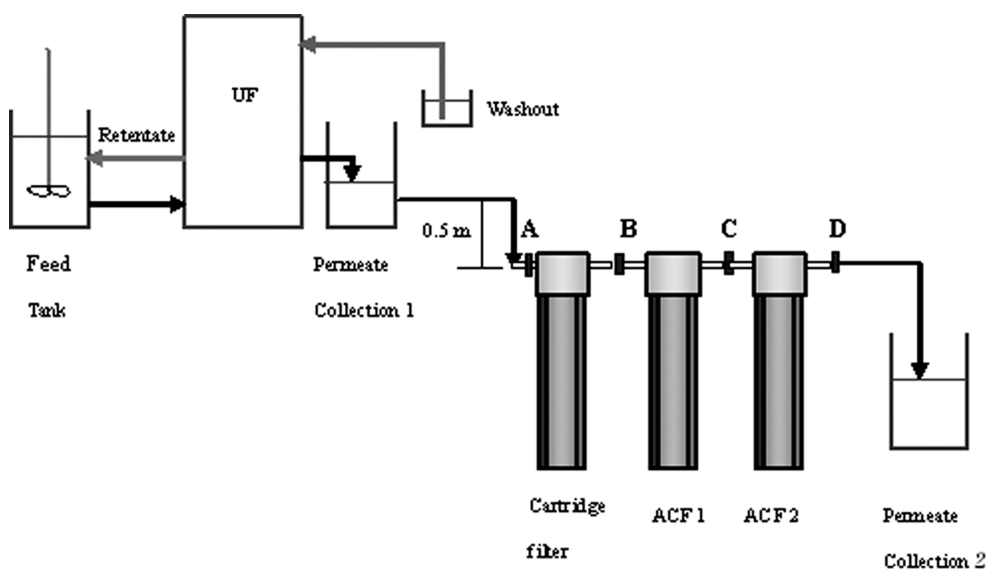 UF
Washout
Retentate
0.5 m
A
B
C
D
Feed
Tank
Permeate
Collection 1
Cartridge
filter
ACF 1
ACF 2
Permeate
Collection 2